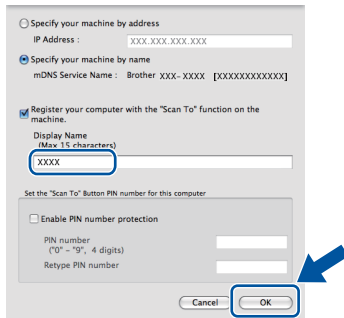 Specify your machine by address
IP Address : XXX.XXX.XXX.XXX
Specify your machine by name
mDNS Service Name : Brother XXX-XXXX [XXXXXXXXXXXX]
Register your computer with the "Scan To" function on the
machine.
Display Name
(Max 15 characters)
XXXX
Set the "Scan To" Button PIN number for this computer
Enable PIN number protection
PIN number
("0" – "9", 4 digits)
Retype PIN number
Cancel OK